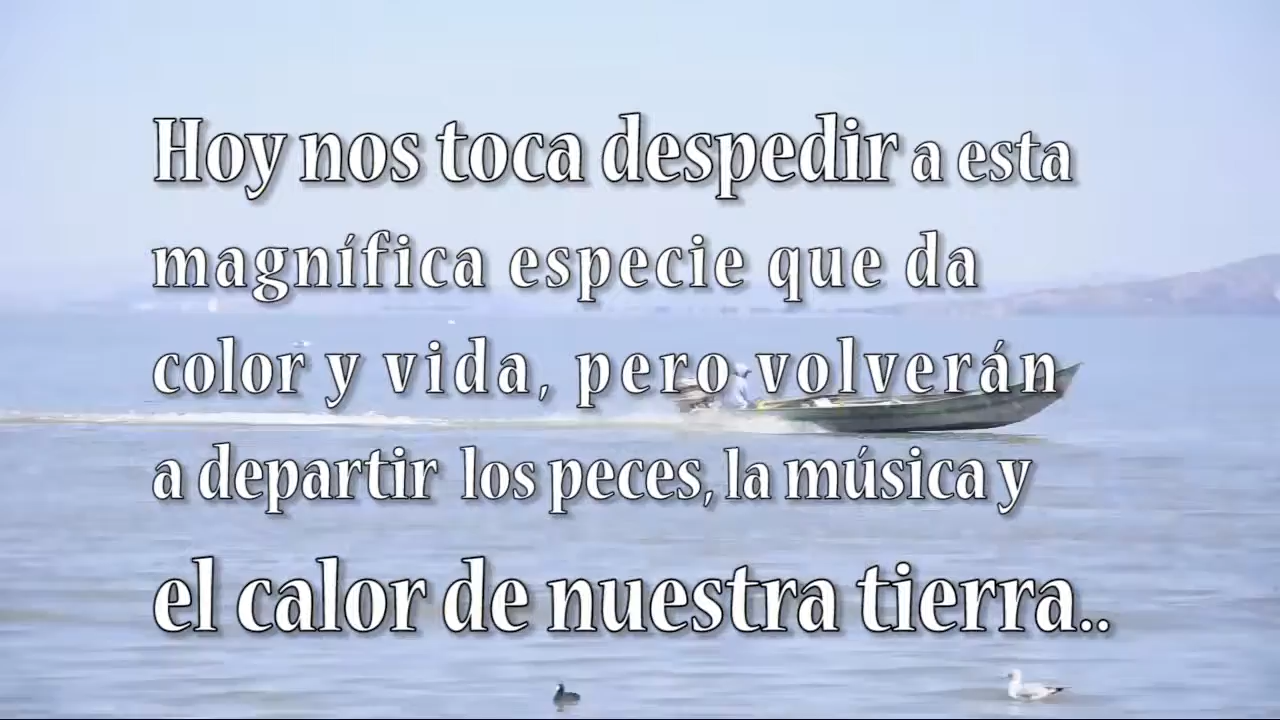 Hoy nos toca despedir a esta
magnífica especie que da
color y vida, pero volverán
a departir los peces, la música y
el calor de nuestra tierra..